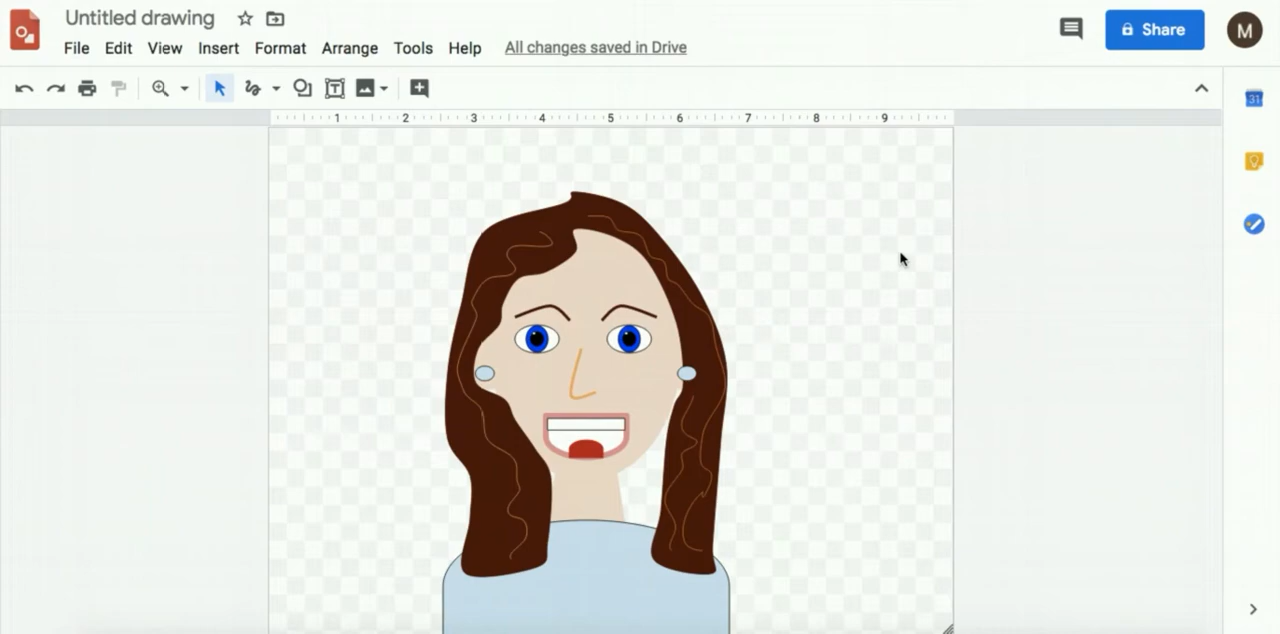 Untitled drawing
File Edit View Insert Format Arrange Tools Help All changes saved in Drive
Share
M
1 2 3 4 5 6 7 8 9
31